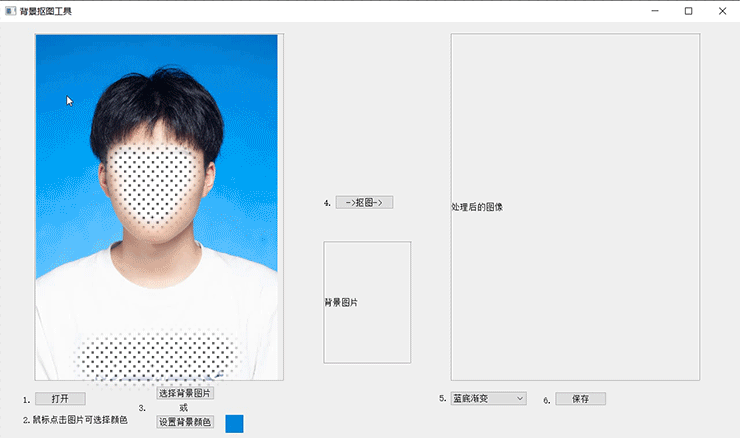 背景抠图工具
4. ->抠图->
处理后的图像
背景图片
选择背景图片
1. 打开
3. 或
2.鼠标点击图片可选择颜色
设置背景颜色
5. 蓝底渐变
6. 保存